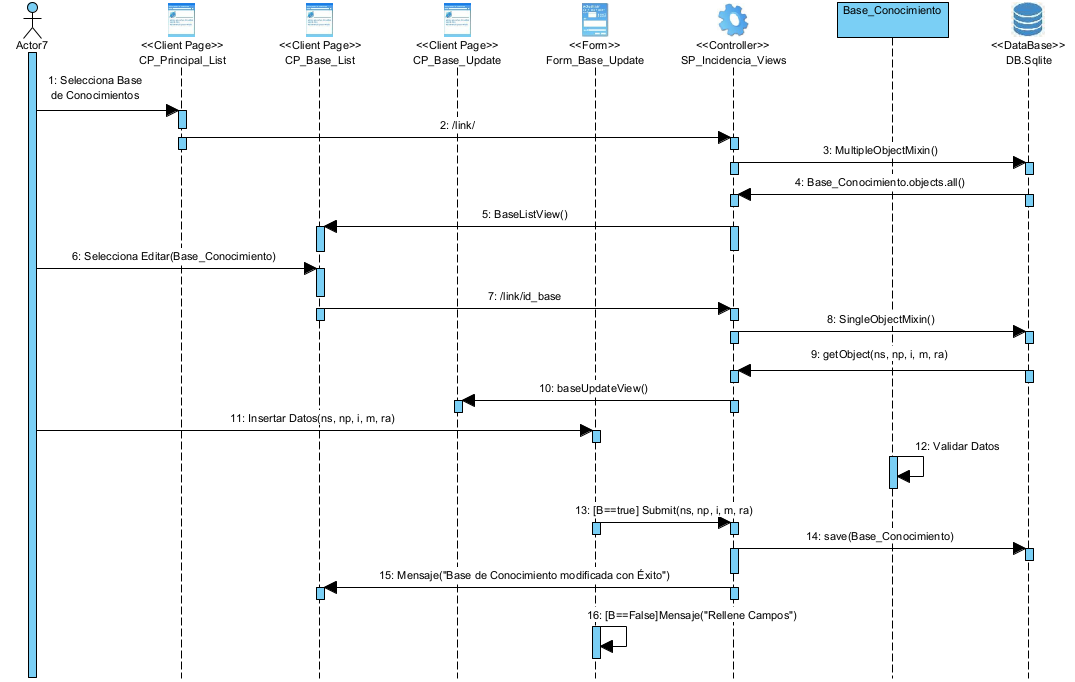 Base_Conocimiento
Actor7
<<Client Page>>
CP_Principal_List
<<Client Page>>
CP_Base_List
<<Client Page>>
CP_Base_Update
<<Form>>
Form_Base_Update
<<Controller>>
SP_Incidencia_Views
<<DataBase>>
DB.Sqlite
1: Selecciona Base
de Conocimientos
2: /link/
3: MultipleObjectMixin()
4: Base_Conocimiento.objects.all()
5: BaseListView()
6: Selecciona Editar(Base_Conocimiento)
7: /link/id_base
8: SingleObjectMixin()
9: getObject(ns, np, i, m, ra)
10: baseUpdateView()
11: Insertar Datos(ns, np, i, m, ra)
12: Validar Datos
13: [B==true] Submit(ns, np, i, m, ra)
14: save(Base_Conocimiento)
15: Mensaje("Base de Conocimiento modificada con Éxito")
16: [B==False]Mensaje("Rellene Campos")